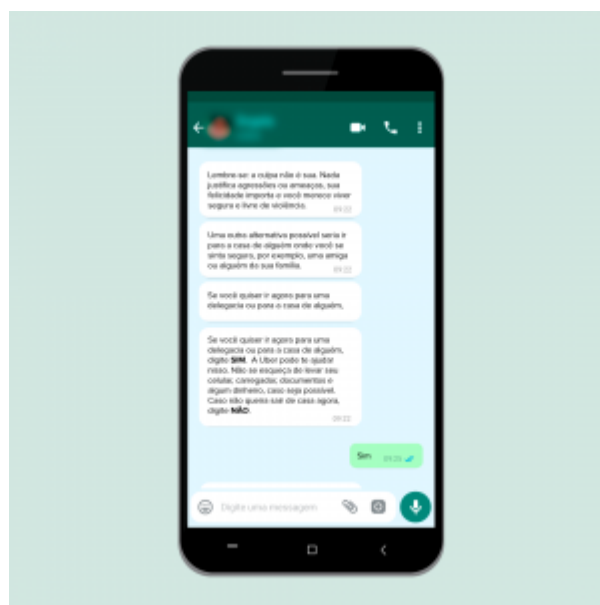 Lembre-se: a culpa não é sua. Nada
justifica agressões ou ameaças, sua
felicidade importa e você merece viver
segura e livre de violência.
09:22
Uma outra alternativa possível seria ir
para a casa de alguém onde você se
sinta segura, por exemplo, uma amiga
ou alguém da sua família.
09:22
Se você quiser ir agora para uma
delegacia ou para a casa de alguém,
Se você quiser ir agora para uma
delegacia ou para a casa de alguém,
digite SIM. A Uber pode te ajudar
nisso. Não se esqueça de levar seu
celular, carregador, documentos e
algum dinheiro, caso seja possível.
Caso não queira sair de casa agora,
digite NÃO.
09:22
Sim
Digite uma mensagem